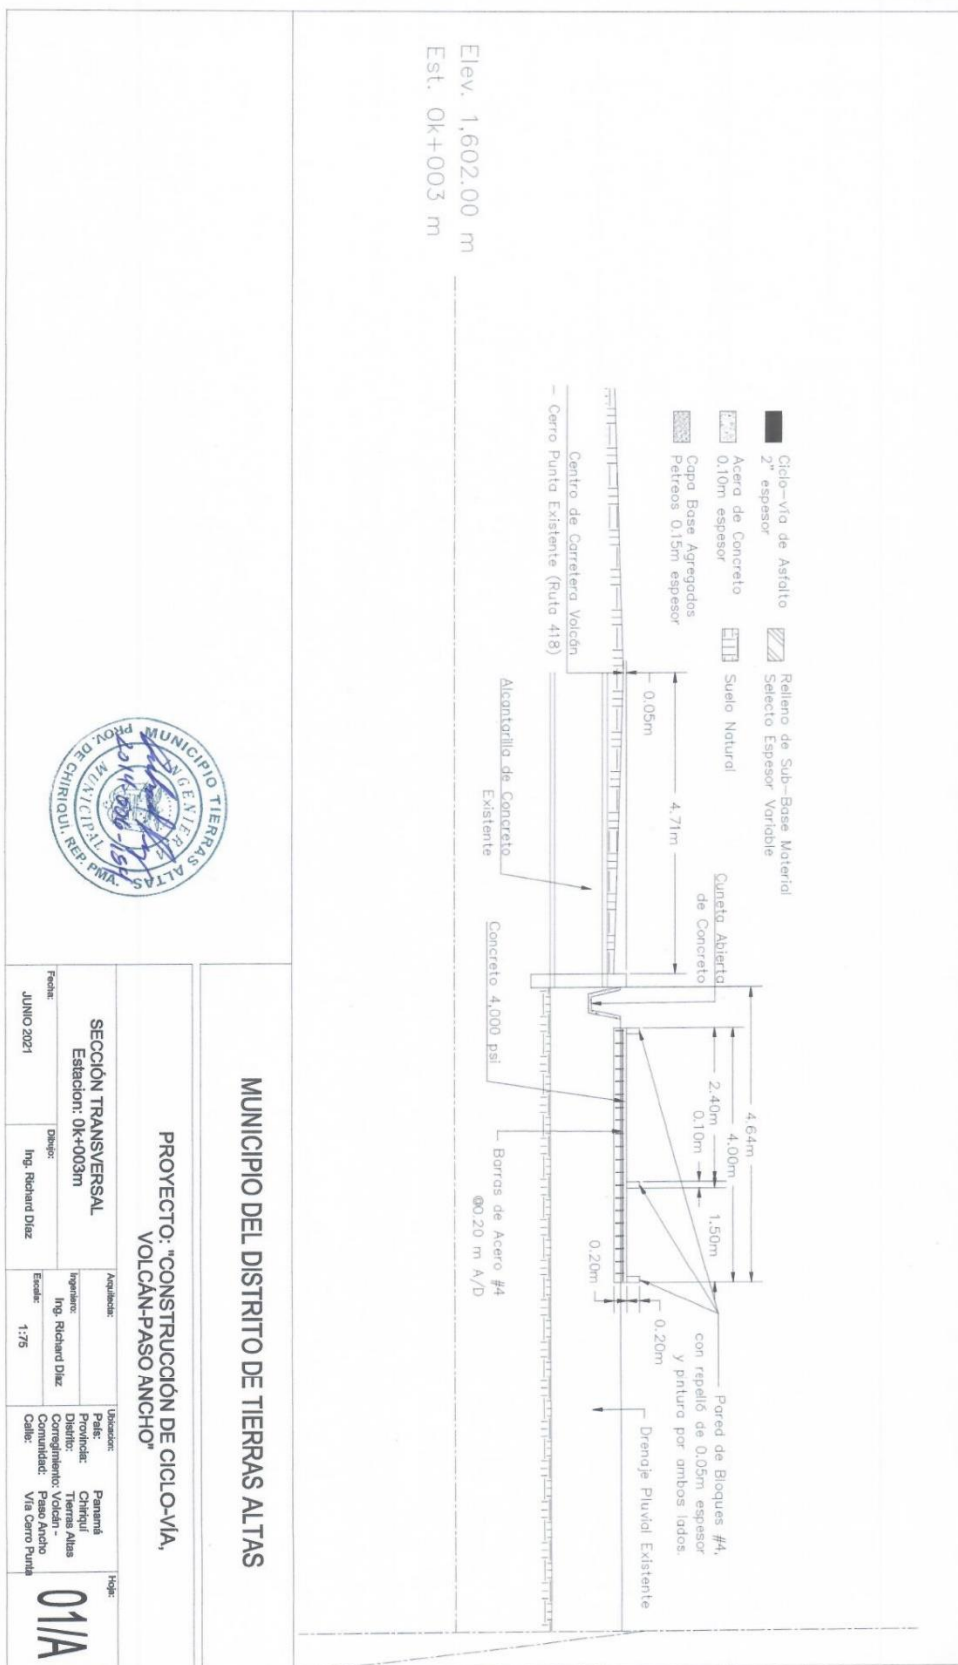 Ciclo-vía de Asfalto
2" espesor
Acera de Concreto
0.10m espesor
Capa Base Agregados
Petreos 0.15m espesor
Relleno de Sub-Base Material
Selecto Espesor Variable
Suelo Natural
Elev. 1,602.00 m
Est. 0k+003 m
Centro de Carretera Volcán
- Cerro Punta Existente (Ruta 418)
0.05m
4.71m
Alcantarilla de Concreto
Existente
Cuneta Abierta
de Concreto
Concreto 4,000 psi
4.64m
4.00m
2.40m
0.10m
1.50m
Barras de Acero #4
@0.20 m A/D
0.20m
0.20m
Pared de Bloques #4,
con repelló de 0.05m espesor
y pintura por ambos lados.
Drenaje Pluvial Existente
MUNICIPIO TIERRAS ALTAS
INGENIERIA
MUNICIPAL
PROV. DE CHIRIQUI, REP. PMA.
MUNICIPIO DEL DISTRITO DE TIERRAS ALTAS
PROYECTO: "CONSTRUCCIÓN DE CICLO-VÍA,
VOLCÁN-PASO ANCHO"
SECCIÓN TRANSVERSAL
Estacion: 0k+003m
Fecha:
JUNIO 2021
Dibujo:
Ing. Richard Díaz
Arquitecto:
Ingeniero:
Ing. Richard Díaz
Escala:
1:75
Ubicacion:
País: Panamá
Provincia: Chiriquí
Distrito: Tierras Altas
Corregimiento: Volcán -
Comunidad: Paso Ancho
Calle: Vía Cerro Punta
Hoja:
01/A